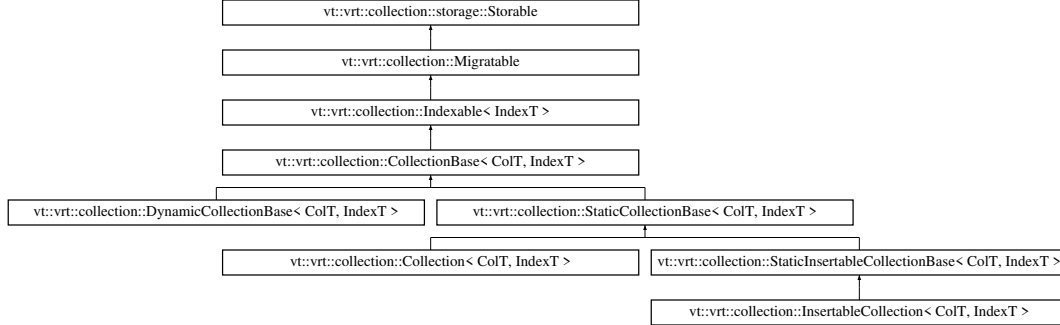 vt::vrt::collection::storage::Storable
vt::vrt::collection::Migratable
vt::vrt::collection::Indexable< IndexT >
vt::vrt::collection::CollectionBase< ColT, IndexT >
vt::vrt::collection::DynamicCollectionBase< ColT, IndexT >
vt::vrt::collection::StaticCollectionBase< ColT, IndexT >
vt::vrt::collection::Collection< ColT, IndexT >
vt::vrt::collection::StaticInsertableCollectionBase< ColT, IndexT >
vt::vrt::collection::InsertableCollection< ColT, IndexT >